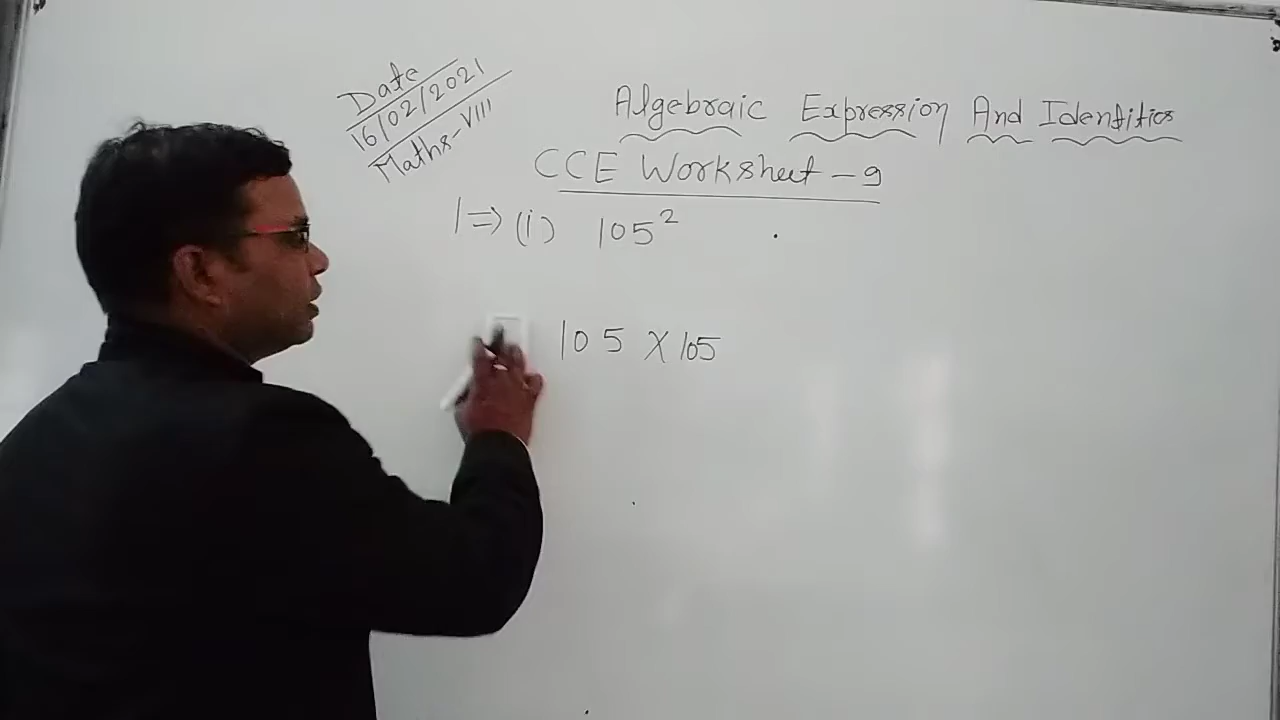 Date
16/02/2021
Maths-VIII
Algebraic Expression And Identities
CCE Worksheet-9
1⇒ (i) 105²
105 X 105